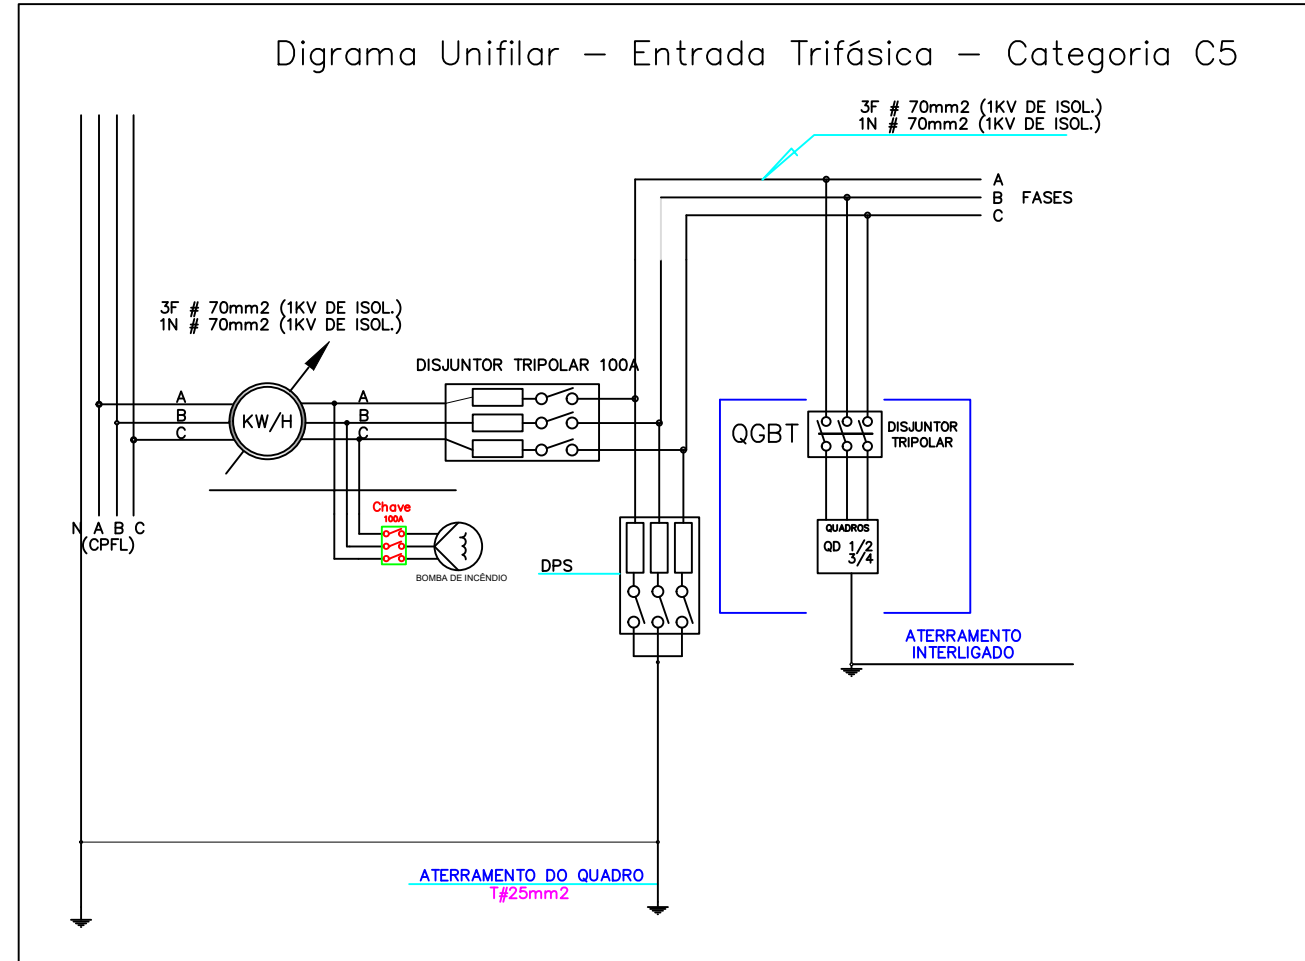 Digrama Unifilar – Entrada Trifásica – Categoria C5
3F # 70mm2 (1KV DE ISOL.)
1N # 70mm2 (1KV DE ISOL.)
A
B FASES
C
3F # 70mm2 (1KV DE ISOL.)
1N # 70mm2 (1KV DE ISOL.)
DISJUNTOR TRIPOLAR 100A
A
B
C
KW/H
A
B
C
QGBT
DISJUNTOR
TRIPOLAR
Chave
100A
N A B C
(CPFL)
BOMBA DE INCÊNDIO
DPS
QUADROS
QD 1/2
3/4
ATERRAMENTO
INTERLIGADO
ATERRAMENTO DO QUADRO
T#25mm2